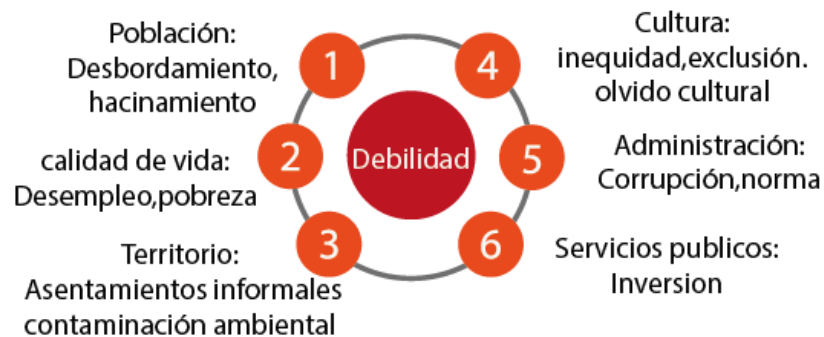 Población:
Desbordamiento,
hacinamiento
1
calidad de vida:
Desempleo,pobreza
2
Territorio:
Asentamientos informales
contaminación ambiental
3
Debilidad
4
Cultura:
inequidad,exclusión.
olvido cultural
5
Administración:
Corrupción,norma
6
Servicios publicos:
Inversion